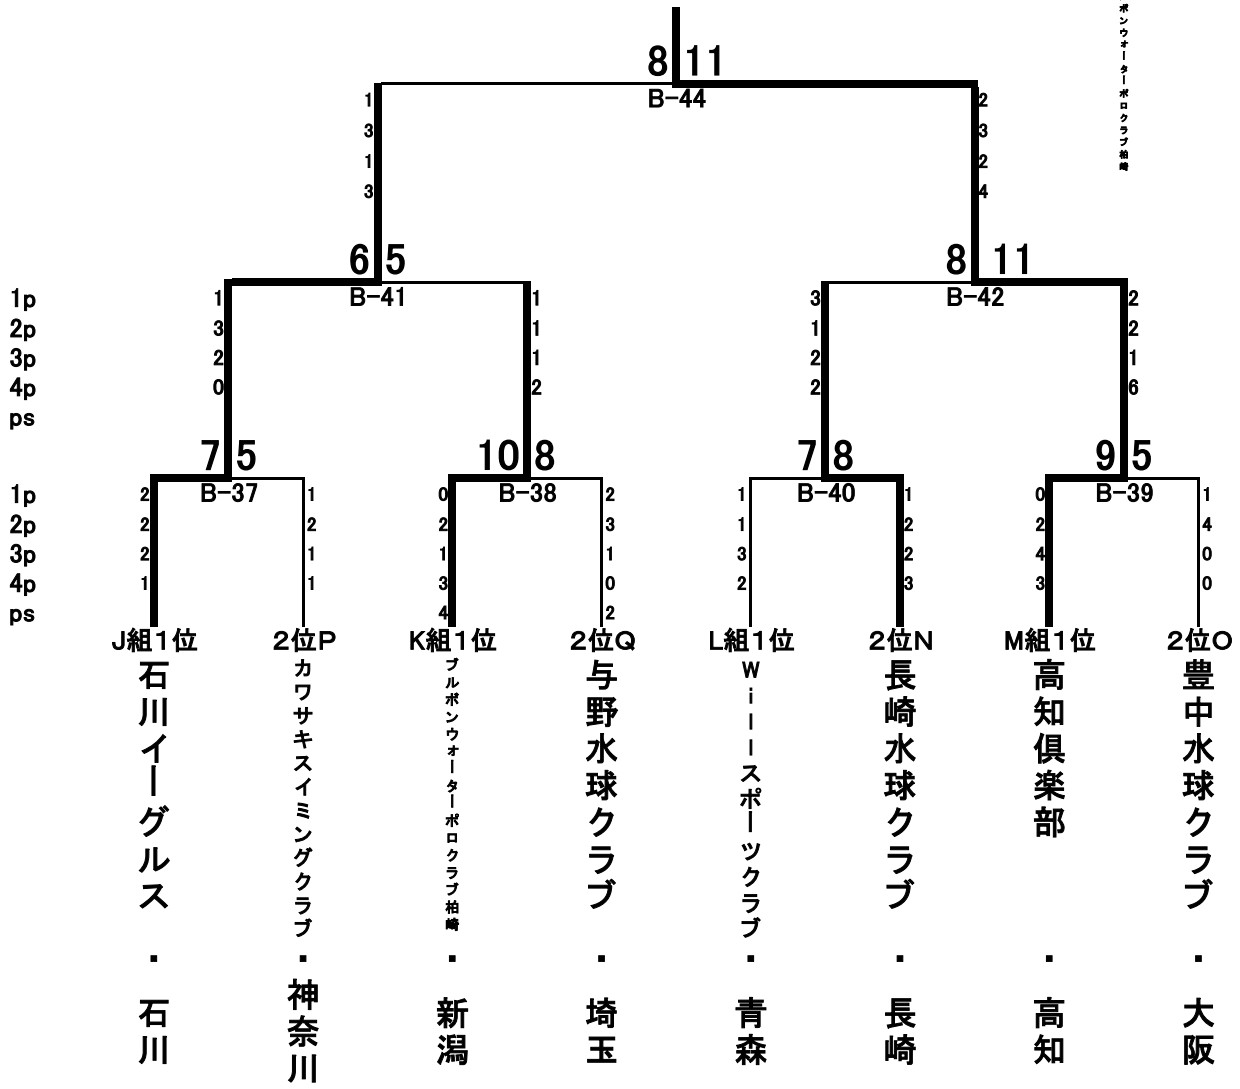 ボンウォーターポロクラブ柏崎
8 11
B-44
1 2
3 3
1 2
3 4
6 5 8 11
B-41 B-42
1p 1 1 3 2
2p 3 1 1 2
3p 2 1 2 1
4p 0 2 2 6
ps
7 5 10 8 7 8 9 5
B-37 B-38 B-40 B-39
1p 2 1 0 2 1 1 0 1
2p 2 2 2 3 1 2 2 4
3p 2 1 1 1 3 2 4 0
4p 1 1 3 0 2 3 3 0
ps 4 2
J組1位 2位P K組1位 2位Q L組1位 2位N M組1位 2位O
石川イーグルス ・ 石川
カワサキスイミングクラブ ・ 神奈川
ブルボンウォーターポロクラブ柏崎 ・ 新潟
与野水球クラブ ・ 埼玉
Wiiースポーツクラブ ・ 青森
長崎水球クラブ ・ 長崎
高知倶楽部 ・ 高知
豊中水球クラブ ・ 大阪